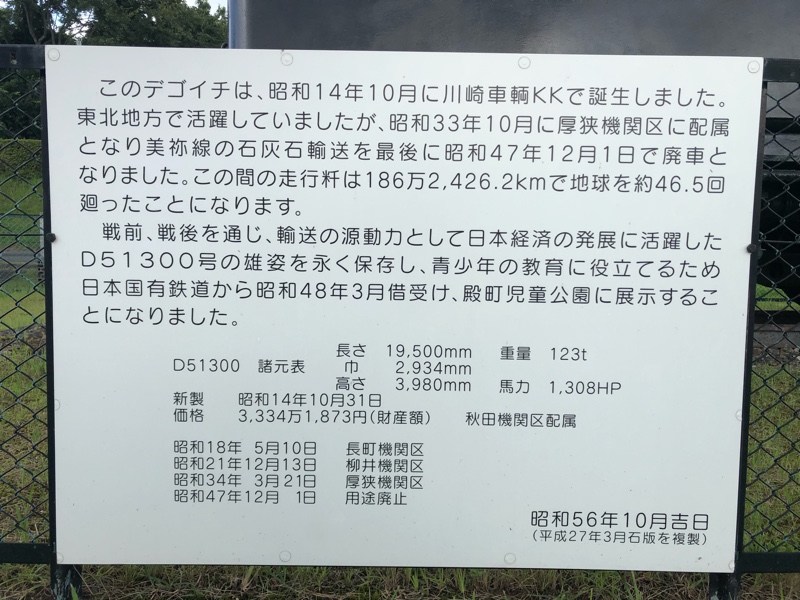 このデゴイチは、昭和14年10月に川崎車輌KKで誕生しました。
東北地方で活躍していましたが、昭和33年10月に厚狭機関区に配属
となり美祢線の石灰石輸送を最後に昭和47年12月1日で廃車と
なりました。この間の走行粁は186万2,426.2kmで地球を約46.5回
廻ったことになります。
戦前、戦後を通じ、輸送の源動力として日本経済の発展に活躍した
D51300号の雄姿を永く保存し、青少年の教育に役立てるため
日本国有鉄道から昭和48年3月借受け、殿町児童公園に展示するこ
とになりました。
長さ 19,500mm 重量 123t
D51300 諸元表 巾 2,934mm
高さ 3,980mm 馬力 1,308HP
新製 昭和14年10月31日
価格 3,334万1,873円(財産額) 秋田機関区配属
昭和18年 5月10日 長町機関区
昭和21年12月13日 柳井機関区
昭和34年 3月21日 厚狭機関区
昭和47年12月 1日 用途廃止
昭和56年10月吉日
(平成27年3月石版を複製)